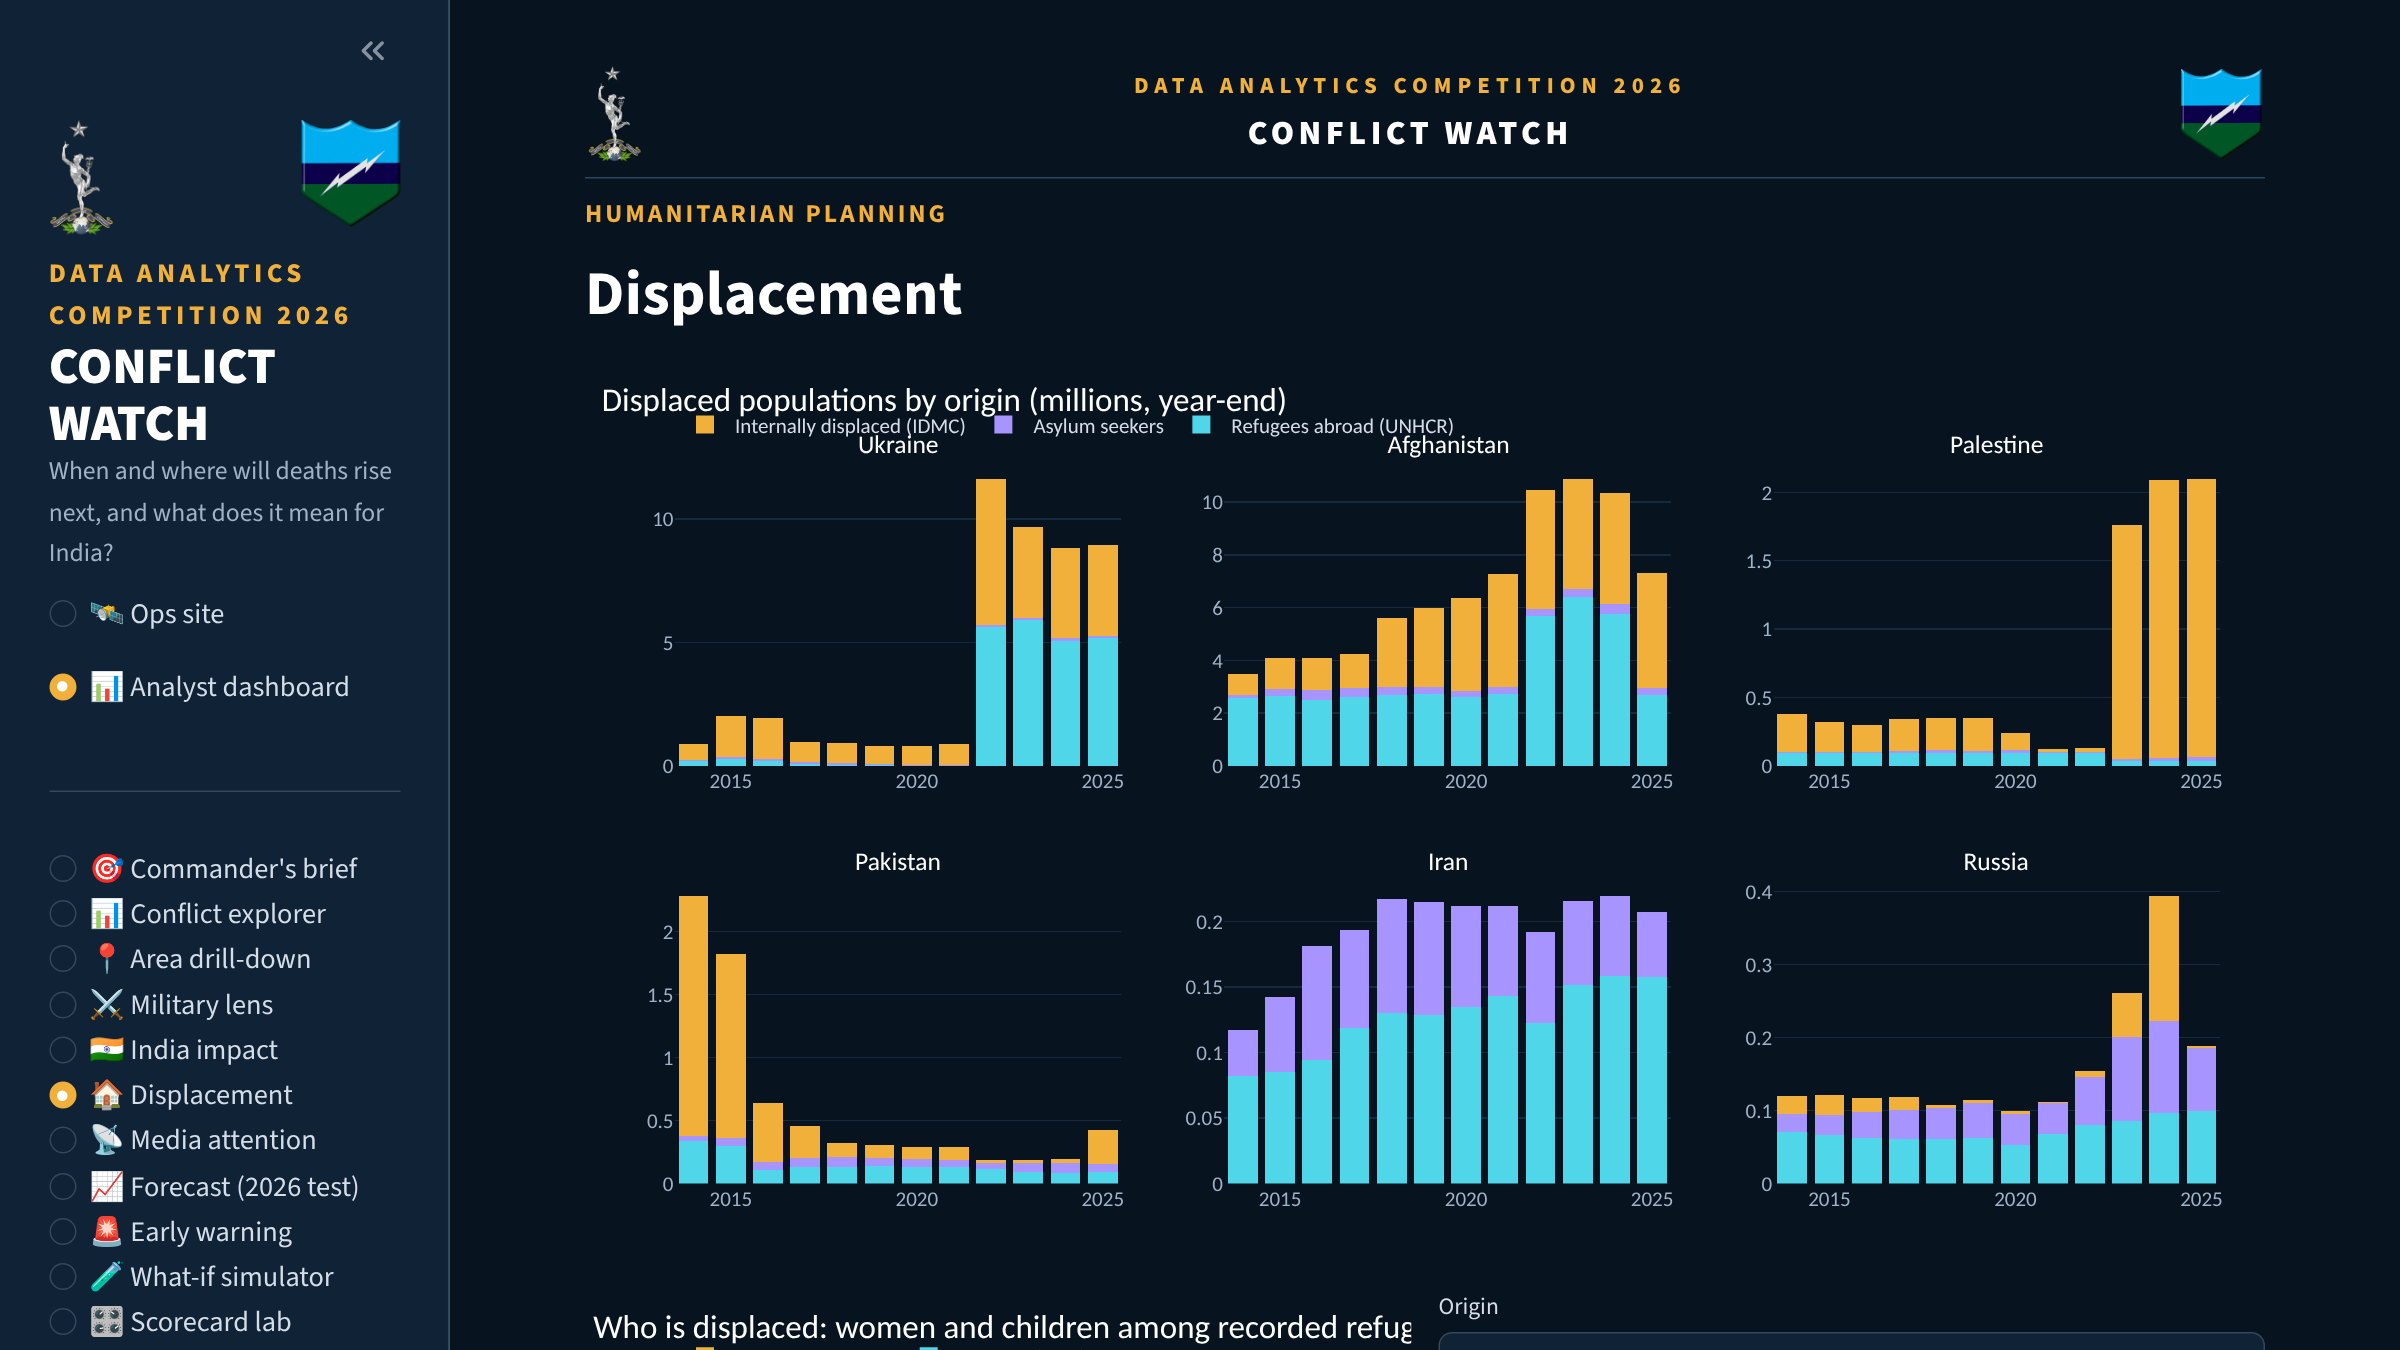 DATA ANALYTICS
COMPETITION 2026
CONFLICT
WATCH
When and where will deaths rise
next, and what does it mean for
India?
Ops site
Analyst dashboard
Commander's brief
Conflict explorer
Area drill-down
Military lens
India impact
Displacement
Media attention
Forecast (2026 test)
Early warning
What-if simulator
Scorecard lab
DATA ANALYTICS COMPETITION 2026
CONFLICT WATCH
HUMANITARIAN PLANNING
Displacement
Displaced populations by origin (millions, year-end)
Internally displaced (IDMC) Asylum seekers Refugees abroad (UNHCR)
Ukraine
10
5
0
2015 2020 2025
Afghanistan
10
8
6
4
2
0
2015 2020 2025
Palestine
2
1.5
1
0.5
0
2015 2020 2025
Pakistan
2
1.5
1
0.5
0
2015 2020 2025
Iran
0.2
0.15
0.1
0.05
0
2015 2020 2025
Russia
0.4
0.3
0.2
0.1
0
2015 2020 2025
Who is displaced: women and children among recorded refug
Origin